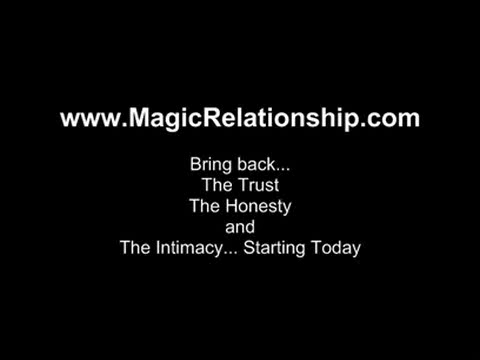 www.MagicRelationship.com
Bring back...
The Trust
The Honesty
and
The Intimacy... Starting Today